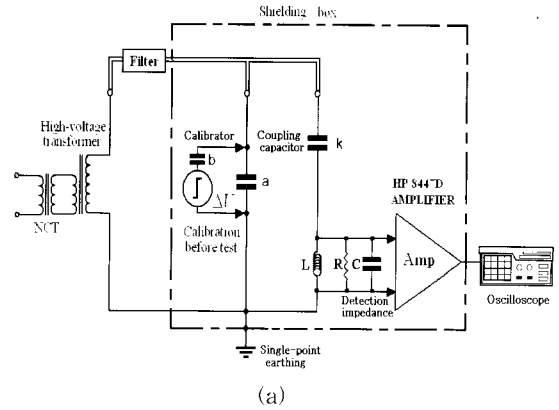 Shielding box
Filter
High-voltage
transformer
NCT
Calibrator
b
ΔV
a
Calibration
before test
Coupling
capacitor
k
L
R
C
Detection
impedance
HP 8447D
AMPLIFIER
Amp
Oscilloscope
Single-point
earthing
(a)